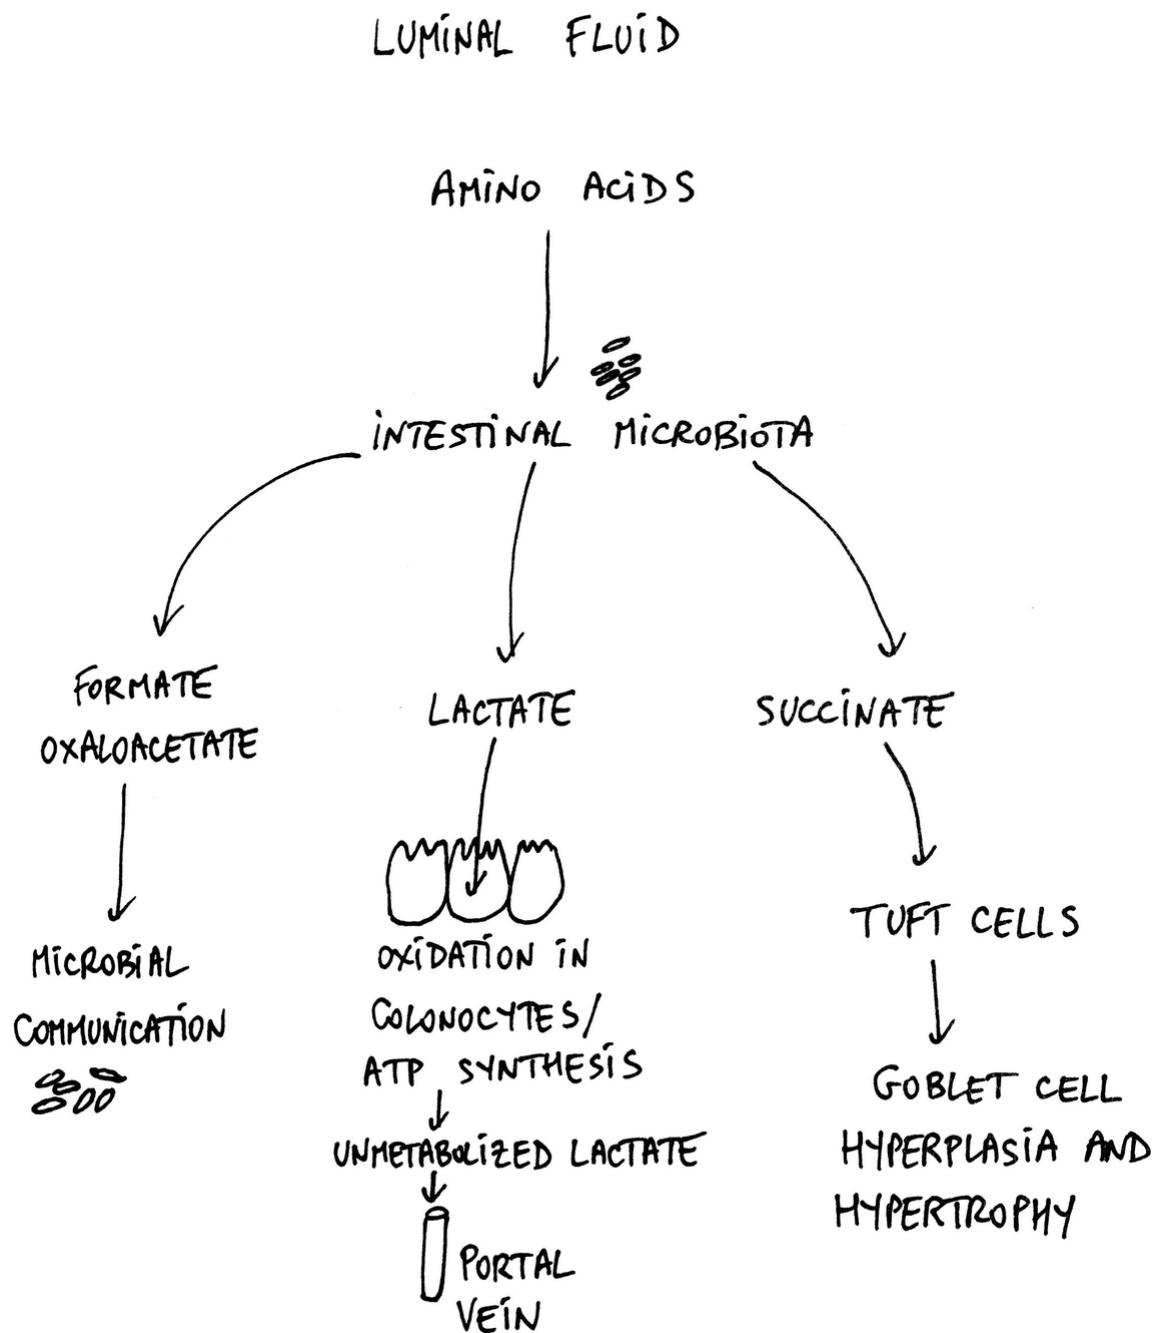 LUMINAL FLUID
AMINO ACIDS
INTESTINAL MICROBIOTA
FORMATE
OXALOACETATE
MICROBIAL
COMMUNICATION
LACTATE
OXIDATION IN
COLONOCYTES/
ATP SYNTHESIS
UNMETABOLIZED LACTATE
PORTAL
VEIN
SUCCINATE
TUFT CELLS
GOBLET CELL
HYPERPLASIA AND
HYPERTROPHY